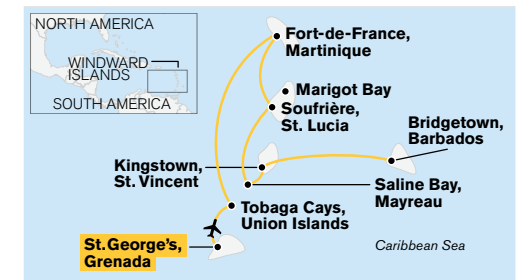 NORTH AMERICA
WINDWARD
ISLANDS
SOUTH AMERICA
Fort-de-France,
Martinique
Marigot Bay
Soufrière,
St. Lucia
Bridgetown,
Barbados
Kingstown,
St. Vincent
Saline Bay,
Mayreau
Tobaga Cays,
Union Islands
St.George's,
Grenada
Caribbean Sea